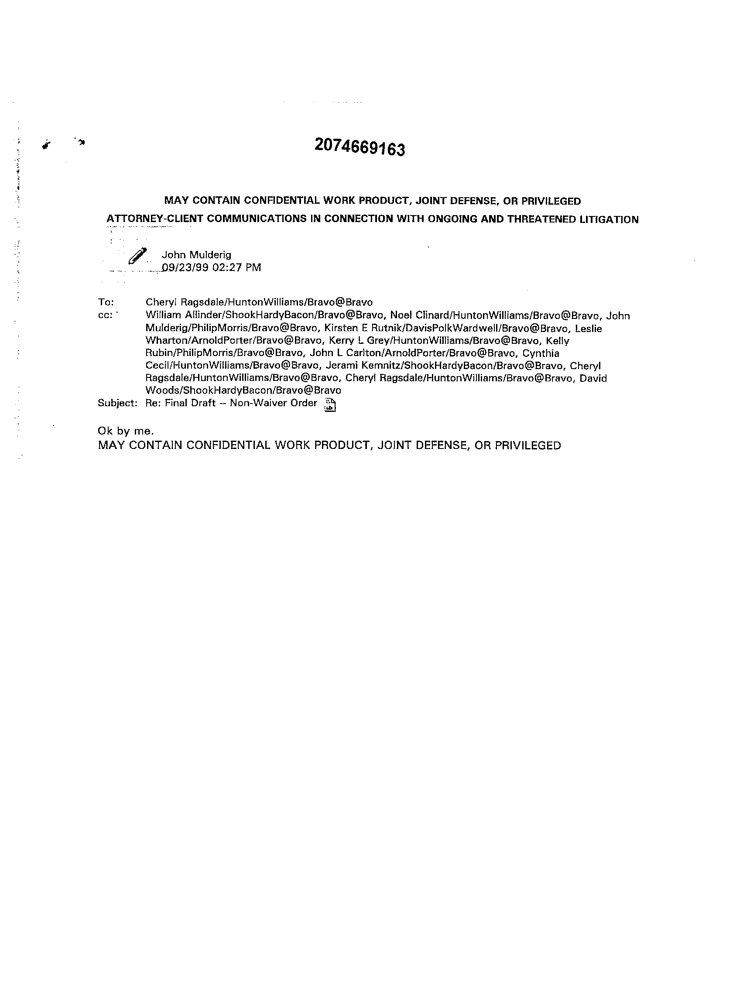 2074669163
MAY CONTAIN CONFIDENTIAL WORK PRODUCT, JOINT DEFENSE, OR PRIVILEGED
ATTORNEY-CLIENT COMMUNICATIONS IN CONNECTION WITH ONGOING AND THREATENED LITIGATION
John Mulderig
09/23/99 02:27 PM
To: Cheryl Ragsdale/HuntonWilliams/Bravo@Bravo
cc: William Allinder/ShookHardyBacon/Bravo@Bravo, Noel Clinard/HuntonWilliams/Bravo@Bravo, John
Mulderig/PhilipMorris/Bravo@Bravo, Kirsten E Rutnik/DavisPolkWardwell/Bravo@Bravo, Leslie
Wharton/ArnoldPorter/Bravo@Bravo, Kerry L Grey/HuntonWilliams/Bravo@Bravo, Kelly
Rubin/PhilipMorris/Bravo@Bravo, John L Carlton/ArnoldPorter/Bravo@Bravo, Cynthia
Cecil/HuntonWilliams/Bravo@Bravo, Jerami Kemnitz/ShookHardyBacon/Bravo@Bravo, Cheryl
Ragsdale/HuntonWilliams/Bravo@Bravo, Cheryl Ragsdale/HuntonWilliams/Bravo@Bravo, David
Woods/ShookHardyBacon/Bravo@Bravo
Subject: Re: Final Draft -- Non-Waiver Order
Ok by me.
MAY CONTAIN CONFIDENTIAL WORK PRODUCT, JOINT DEFENSE, OR PRIVILEGED